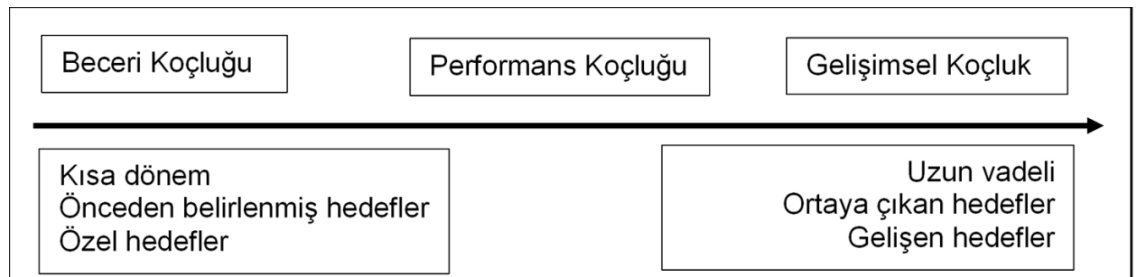 Beceri Koçluğu
Performans Koçluğu
Gelişimsel Koçluk
Kısa dönem
Önceden belirlenmiş hedefler
Özel hedefler
Uzun vadeli
Ortaya çıkan hedefler
Gelişen hedefler